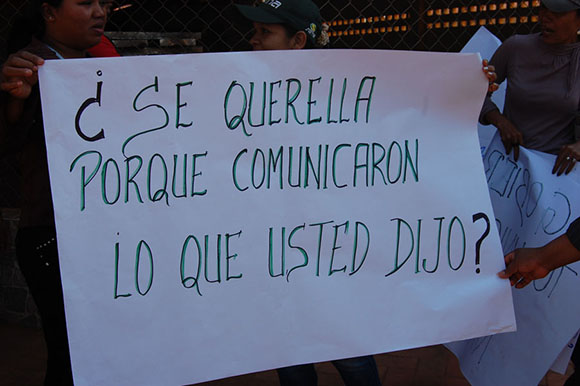 ¿ SE QUERELLA
PORQUE COMUNICARON
LO QUE USTED DIJO?